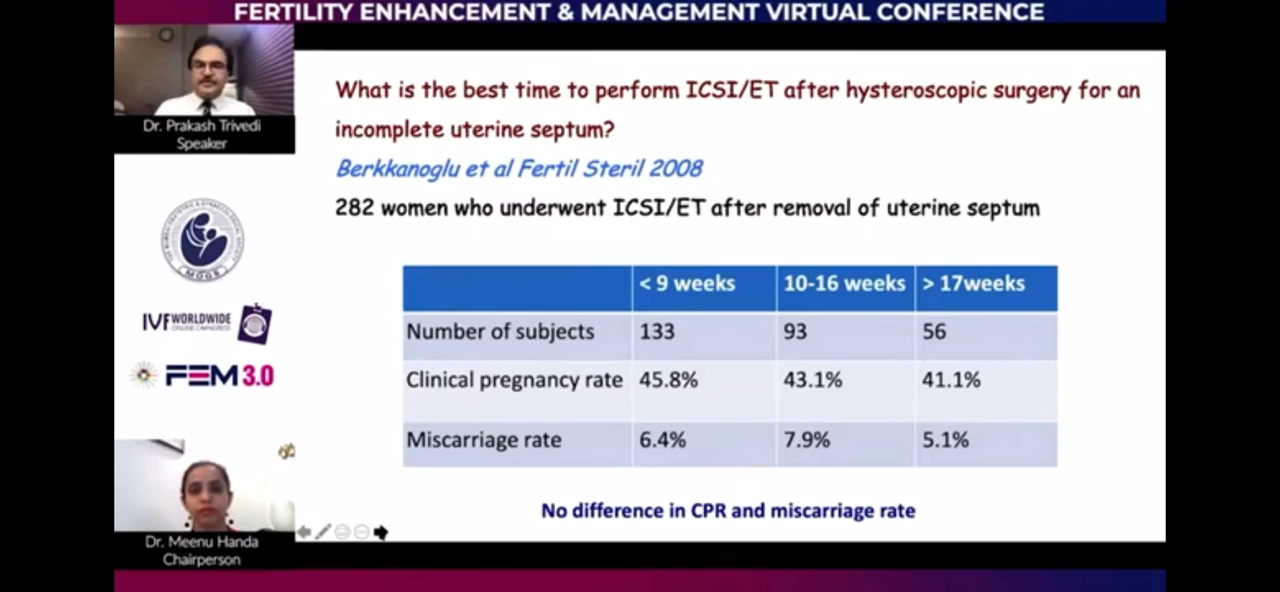 FERTILITY ENHANCEMENT & MANAGEMENT VIRTUAL CONFERENCE
Dr. Prakash Trivedi
Speaker
What is the best time to perform ICSI/ET after hysteroscopic surgery for an
incomplete uterine septum?
Berkkanoglu et al Fertil Steril 2008
282 women who underwent ICSI/ET after removal of uterine septum
< 9 weeks 10-16 weeks > 17weeks
Number of subjects 133 93 56
Clinical pregnancy rate 45.8% 43.1% 41.1%
Miscarriage rate 6.4% 7.9% 5.1%
No difference in CPR and miscarriage rate
MOGS
IVF WORLDWIDE
ONLINE CONGRESS
FEM 3.0
Dr. Meenu Handa
Chairperson